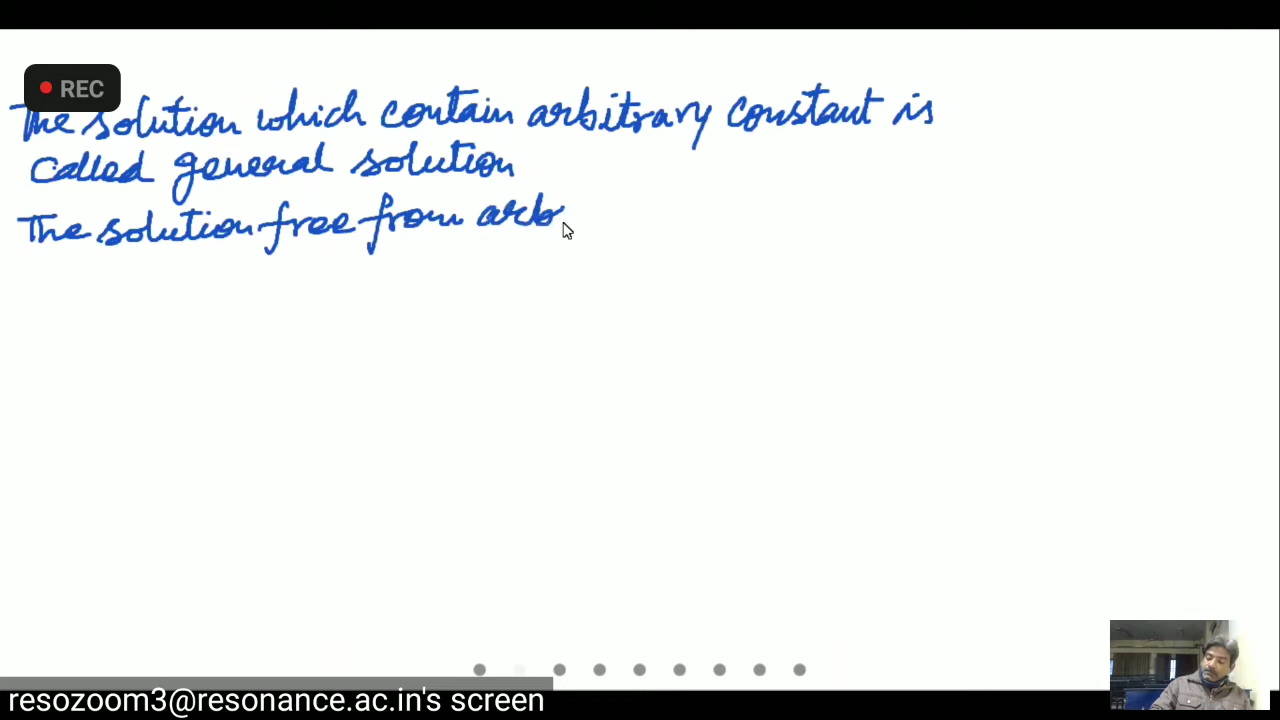 REC
The solution which contain arbitrary constant is
called general solution
The solution free from arb
resozoom3@resonance.ac.in's screen